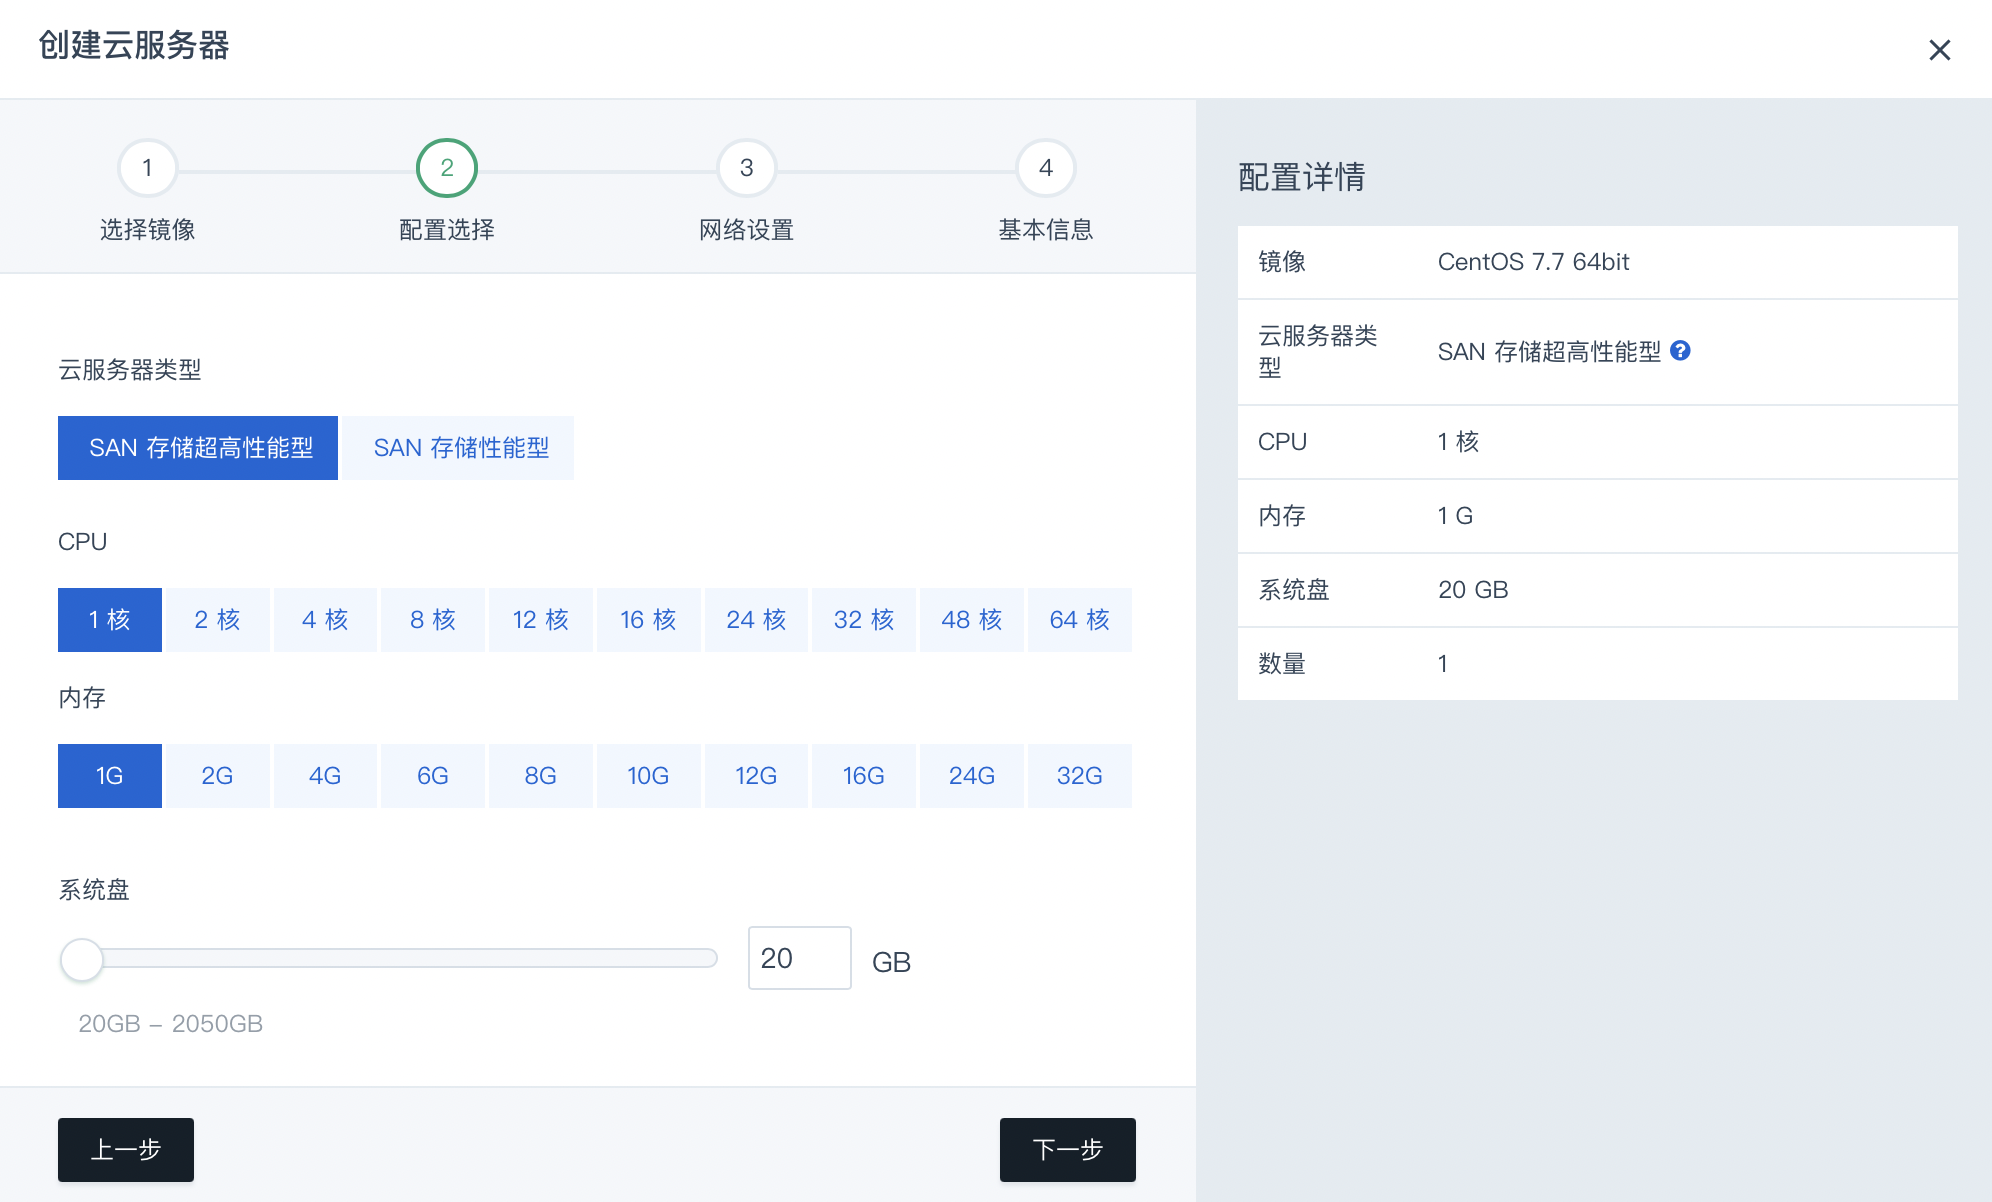 创建云服务器
1
选择镜像
2
配置选择
3
网络设置
4
基本信息
云服务器类型
SAN 存储超高性能型
SAN 存储性能型
CPU
1 核
2 核
4 核
8 核
12 核
16 核
24 核
32 核
48 核
64 核
内存
1G
2G
4G
6G
8G
10G
12G
16G
24G
32G
系统盘
20 GB
20GB – 2050GB
上一步
下一步
配置详情
镜像 CentOS 7.7 64bit
云服务器类
型
SAN 存储超高性能型 ?
CPU 1 核
内存 1 G
系统盘 20 GB
数量 1